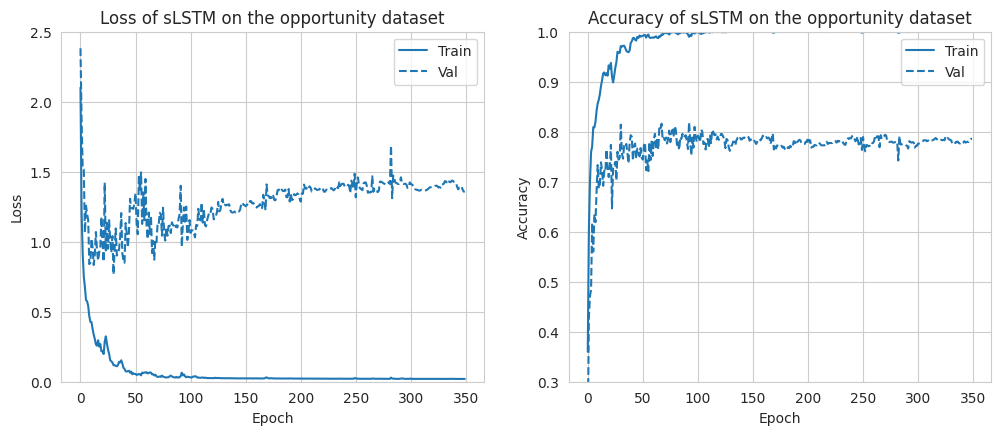 Loss of sLSTM on the opportunity dataset
2.5
2.0
1.5
1.0
0.5
0.0
Loss
0 50 100 150 200 250 300 350
Epoch
Train
Val
Accuracy of sLSTM on the opportunity dataset
1.0
0.9
0.8
0.7
0.6
0.5
0.4
0.3
Accuracy
0 50 100 150 200 250 300 350
Epoch
Train
Val